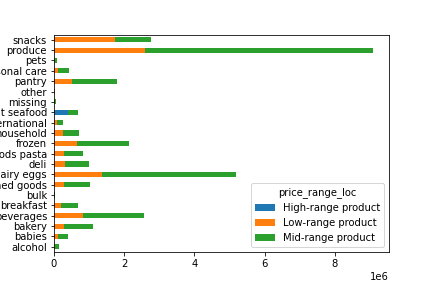 snacks
produce
pets
sonal care
pantry
other
missing
t seafood
ernational
household
frozen
ods pasta
deli
airy eggs
ned goods
bulk
breakfast
beverages
bakery
babies
alcohol
price_range_loc
High-range product
Low-range product
Mid-range product
0 2 4 6 8
1e6